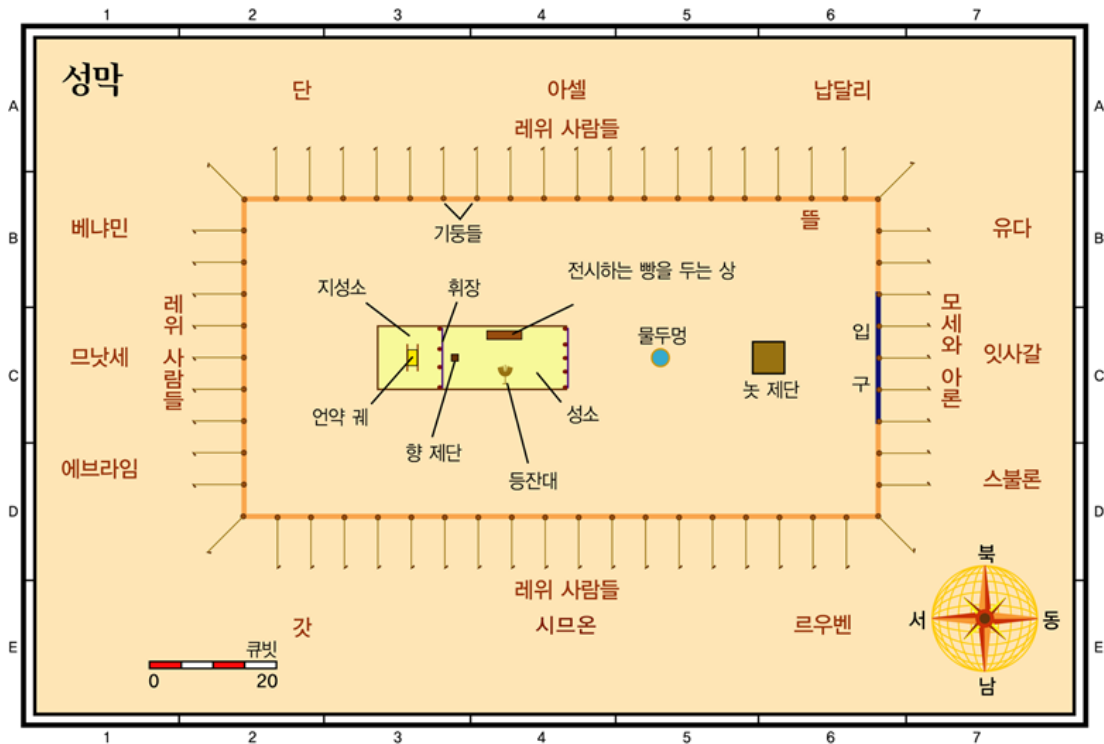 1 2 3 4 5 6 7
성막
단 아셀 납달리
A A
레위 사람들
뜰
베냐민 유다
B B
기둥들
전시하는 빵을 두는 상
지성소 휘장
레위 사람들
모세와 아론
물두멍
입구
므낫세 잇사갈
C C
놋 제단
언약 궤
성소
향 제단
등잔대
에브라임 스불론
D D
북
레위 사람들
서 동
갓 시므온 르우벤
E E
큐빗
0 20
남
1 2 3 4 5 6 7